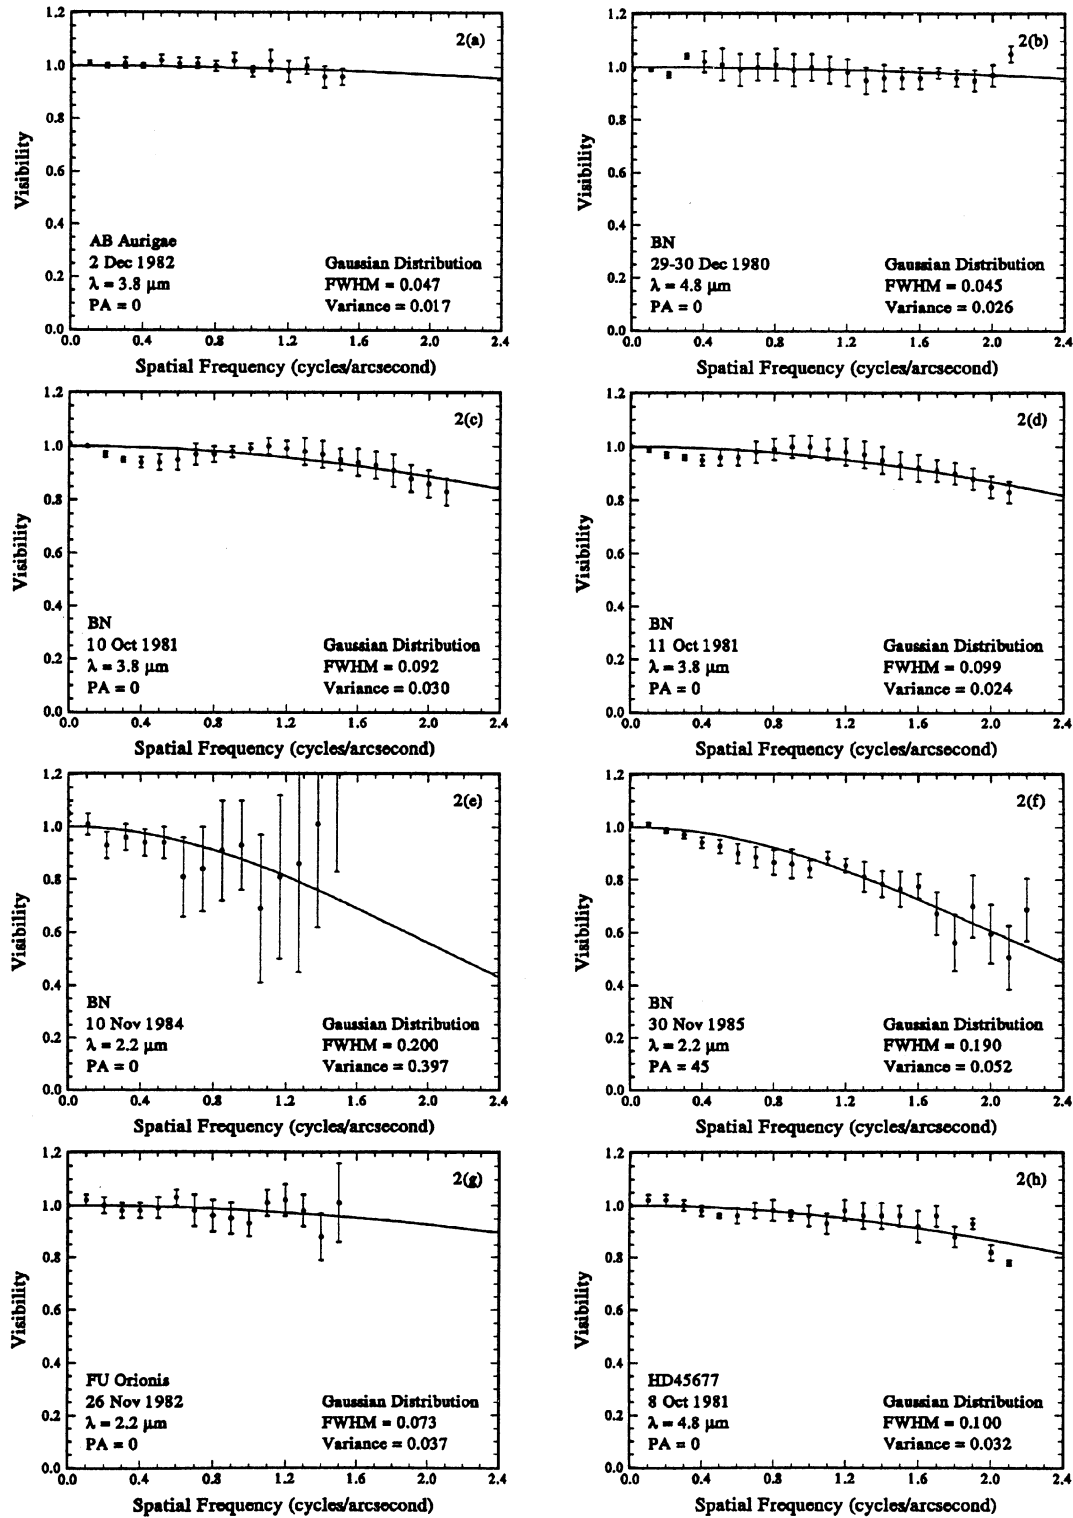 2(a)
1.2
1.0
0.8
0.6
0.4
0.2
0.0
Visibility
AB Aurigae
2 Dec 1982
λ = 3.8 μm
PA = 0
Gaussian Distribution
FWHM = 0.047
Variance = 0.017
0.0 0.4 0.8 1.2 1.6 2.0 2.4
Spatial Frequency (cycles/arcsecond)
2(b)
1.2
1.0
0.8
0.6
0.4
0.2
0.0
Visibility
BN
29-30 Dec 1980
λ = 4.8 μm
PA = 0
Gaussian Distribution
FWHM = 0.045
Variance = 0.026
0.0 0.4 0.8 1.2 1.6 2.0 2.4
Spatial Frequency (cycles/arcsecond)
2(c)
1.2
1.0
0.8
0.6
0.4
0.2
0.0
Visibility
BN
10 Oct 1981
λ = 3.8 μm
PA = 0
Gaussian Distribution
FWHM = 0.092
Variance = 0.030
0.0 0.4 0.8 1.2 1.6 2.0 2.4
Spatial Frequency (cycles/arcsecond)
2(d)
1.2
1.0
0.8
0.6
0.4
0.2
0.0
Visibility
BN
11 Oct 1981
λ = 3.8 μm
PA = 0
Gaussian Distribution
FWHM = 0.099
Variance = 0.024
0.0 0.4 0.8 1.2 1.6 2.0 2.4
Spatial Frequency (cycles/arcsecond)
2(e)
1.2
1.0
0.8
0.6
0.4
0.2
0.0
Visibility
BN
10 Nov 1984
λ = 2.2 μm
PA = 0
Gaussian Distribution
FWHM = 0.200
Variance = 0.397
0.0 0.4 0.8 1.2 1.6 2.0 2.4
Spatial Frequency (cycles/arcsecond)
2(f)
1.2
1.0
0.8
0.6
0.4
0.2
0.0
Visibility
BN
30 Nov 1985
λ = 2.2 μm
PA = 45
Gaussian Distribution
FWHM = 0.190
Variance = 0.052
0.0 0.4 0.8 1.2 1.6 2.0 2.4
Spatial Frequency (cycles/arcsecond)
2(g)
1.2
1.0
0.8
0.6
0.4
0.2
0.0
Visibility
FU Orionis
26 Nov 1982
λ = 2.2 μm
PA = 0
Gaussian Distribution
FWHM = 0.073
Variance = 0.037
0.0 0.4 0.8 1.2 1.6 2.0 2.4
Spatial Frequency (cycles/arcsecond)
2(h)
1.2
1.0
0.8
0.6
0.4
0.2
0.0
Visibility
HD45677
8 Oct 1981
λ = 4.8 μm
PA = 0
Gaussian Distribution
FWHM = 0.100
Variance = 0.032
0.0 0.4 0.8 1.2 1.6 2.0 2.4
Spatial Frequency (cycles/arcsecond)